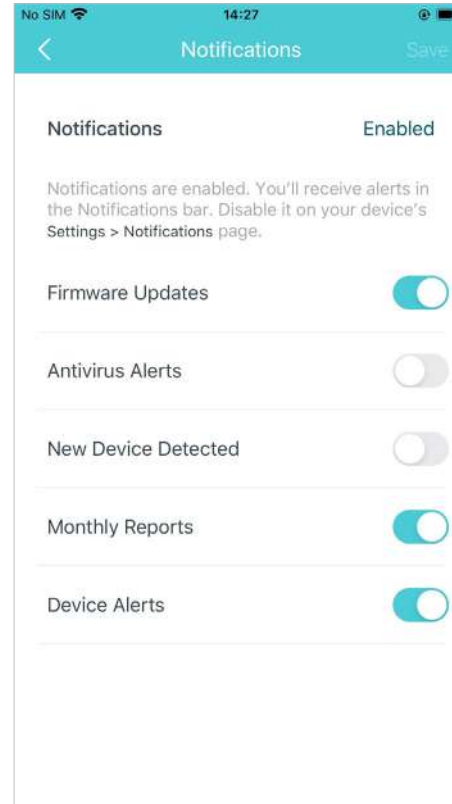 No SIM 14:27
Notifications Save
Notifications Enabled
Notifications are enabled. You'll receive alerts in
the Notifications bar. Disable it on your device's
Settings > Notifications page.
Firmware Updates
Antivirus Alerts
New Device Detected
Monthly Reports
Device Alerts